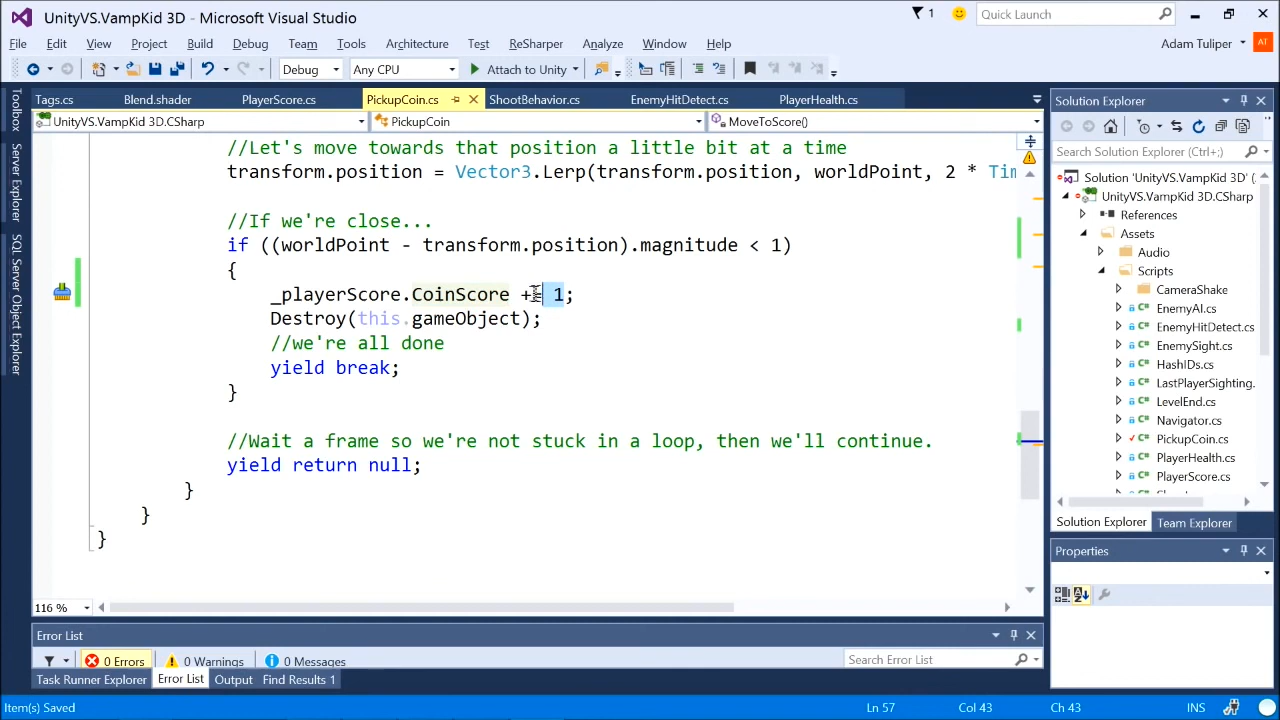 UnityVS.VampKid 3D - Microsoft Visual Studio
1
Quick Launch
File Edit View Project Build Debug Team Tools Architecture Test ReSharper Analyze Window Help
Adam Tuliper AT
Debug Any CPU Attach to Unity
Tags.cs Blend.shader PlayerScore.cs PickupCoin.cs ShootBehavior.cs EnemyHitDetect.cs PlayerHealth.cs
UnityVS.VampKid 3D.CSharp PickupCoin MoveToScore()
Toolbox
Server Explorer
SQL Server Object Explorer
//Let's move towards that position a little bit at a time
transform.position = Vector3.Lerp(transform.position, worldPoint, 2 * Tim
//If we're close...
if ((worldPoint - transform.position).magnitude < 1)
{
_playerScore.CoinScore += 1;
Destroy(this.gameObject);
//we're all done
yield break;
}
//Wait a frame so we're not stuck in a loop, then we'll continue.
yield return null;
}
}
}
116 %
Solution Explorer
Search Solution Explorer (Ctrl+;)
Solution 'UnityVS.VampKid 3D' (
UnityVS.VampKid 3D.CSharp
References
Assets
Audio
Scripts
CameraShake
EnemyAI.cs
EnemyHitDetect.cs
EnemySight.cs
HashIDs.cs
LastPlayerSighting.
LevelEnd.cs
Navigator.cs
PickupCoin.cs
PlayerHealth.cs
PlayerScore.cs
Solution Explorer Team Explorer
Properties
Error List
0 Errors 0 Warnings 0 Messages
Search Error List
Task Runner Explorer Error List Output Find Results 1
Item(s) Saved Ln 57 Col 43 Ch 43 INS